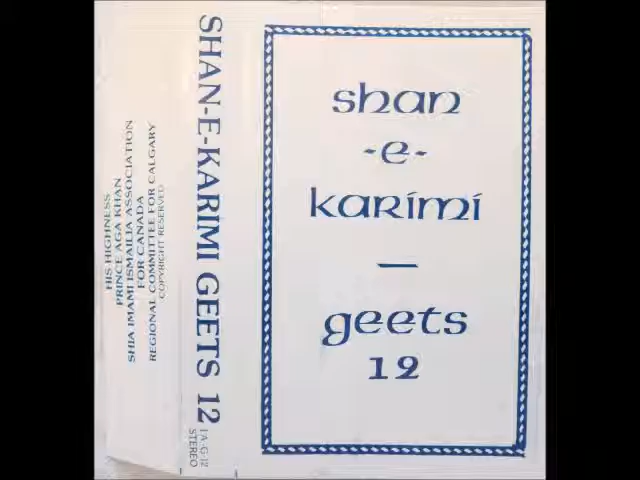 HIS HIGHNESS
PRINCE AGA KHAN
SHIA IMAMI ISMAILIA ASSOCIATION
FOR CANADA
REGIONAL COMMITTEE FOR CALGARY
COPYRIGHT RESERVED
SHAN-E-KARIMI GEETS 12
IA-G-12
STEREO
shan
-e-
karimi
—
geets
12